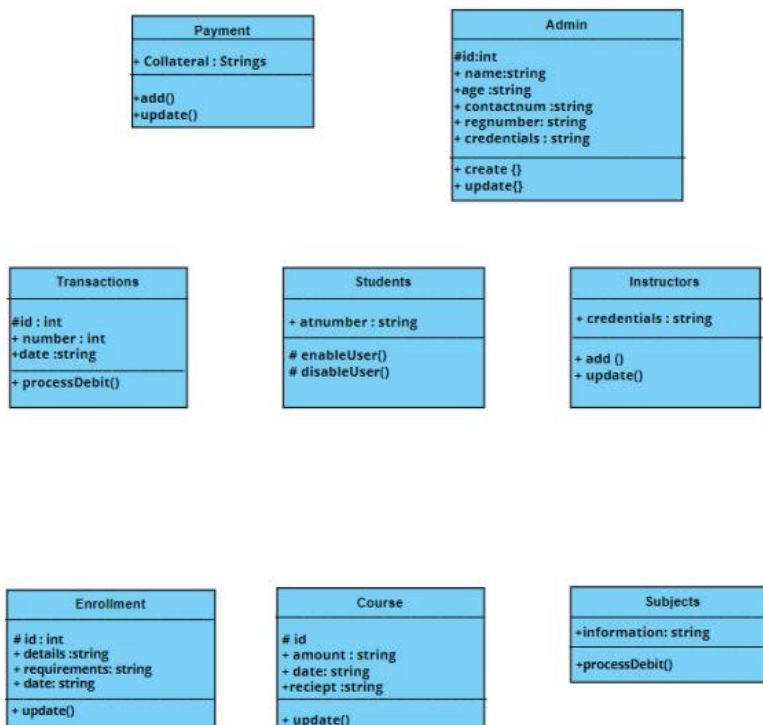 Payment
+ Collateral : Strings
+add()
+update()
Admin
#id:int
+ name:string
+age :string
+ contactnum :string
+ regnumber: string
+ credentials : string
+ create {}
+ update{}
Transactions
#id : int
+ number : int
+date :string
+ processDebit()
Students
+ atnumber : string
# enableUser()
# disableUser()
Instructors
+ credentials : string
+ add ()
+ update()
Enrollment
# id : int
+ details :string
+ requirements: string
+ date: string
+ update()
Course
# id
+ amount : string
+ date: string
+reciept :string
+ update()
Subjects
+information: string
+processDebit()